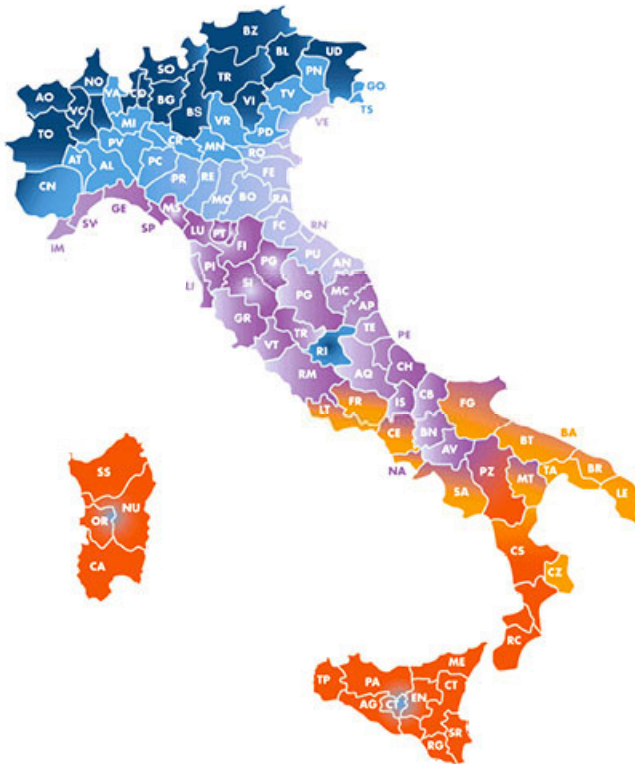 BZ
BL
UD
SO
NO
TR
PN
AO
VA
CO
BG
BS
VI
TV
GO
TS
VC
MI
VR
PD
VE
TO
PV
CR
MN
RO
AT
AL
PC
PR
RE
FE
CN
MO
BO
RA
GE
MS
SV
SP
LU
PT
FI
FC
RN
IM
PU
AN
PI
PG
LI
SI
PG
MC
AP
GR
TR
TE
VT
RI
PE
AQ
CH
RM
FR
IS
CB
FG
LT
CE
BN
BT
BA
AV
NA
PZ
MT
TA
BR
SA
LE
SS
OR
NU
CS
CA
CZ
RC
ME
TP
PA
CT
AG
CT
EN
SR
RG